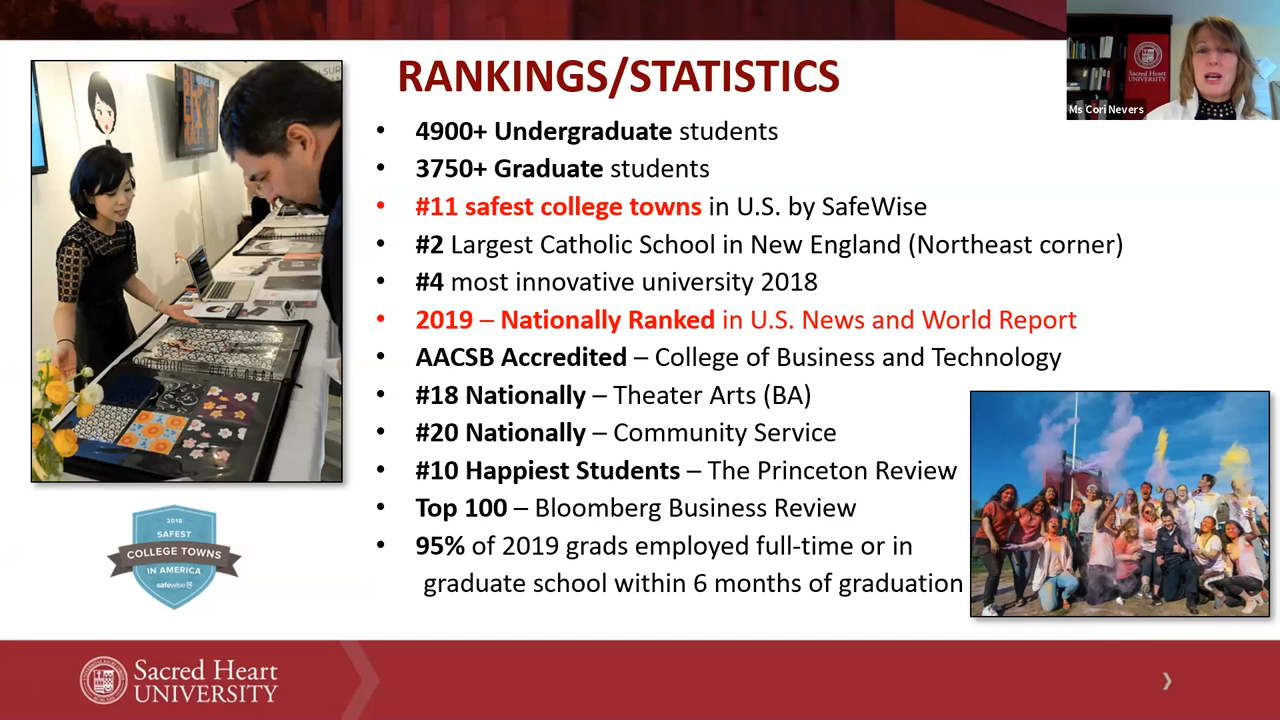 RANKINGS/STATISTICS
Sacred Heart
UNIVERSITY
Ms Cori Nevers
• 4900+ Undergraduate students
• 3750+ Graduate students
• #11 safest college towns in U.S. by SafeWise
• #2 Largest Catholic School in New England (Northeast corner)
• #4 most innovative university 2018
• 2019 – Nationally Ranked in U.S. News and World Report
• AACSB Accredited – College of Business and Technology
• #18 Nationally – Theater Arts (BA)
• #20 Nationally – Community Service
• #10 Happiest Students – The Princeton Review
• Top 100 – Bloomberg Business Review
• 95% of 2019 grads employed full-time or in
graduate school within 6 months of graduation
2018
SAFEST
COLLEGE TOWNS
IN AMERICA
safewise
Sacred Heart
UNIVERSITY